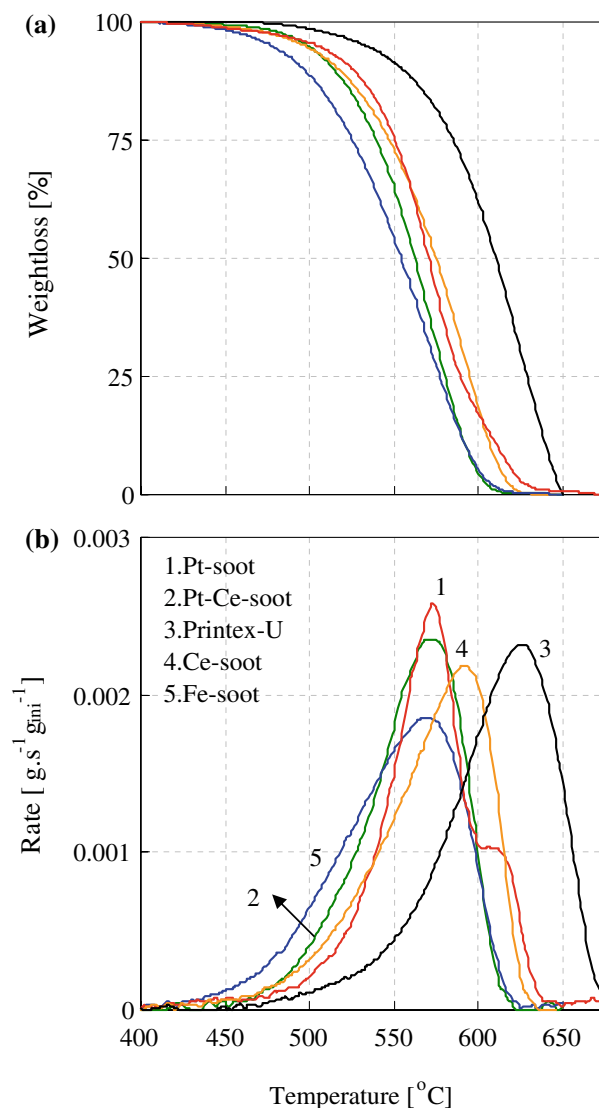 (a)
100
75
50
25
0
Weightloss [%]
(b)
0.003
0.002
0.001
0
Rate [ g.s-1 gini-1]
1.Pt-soot
2.Pt-Ce-soot
3.Printex-U
4.Ce-soot
5.Fe-soot
1
4
3
5
2
400 450 500 550 600 650
Temperature [oC]